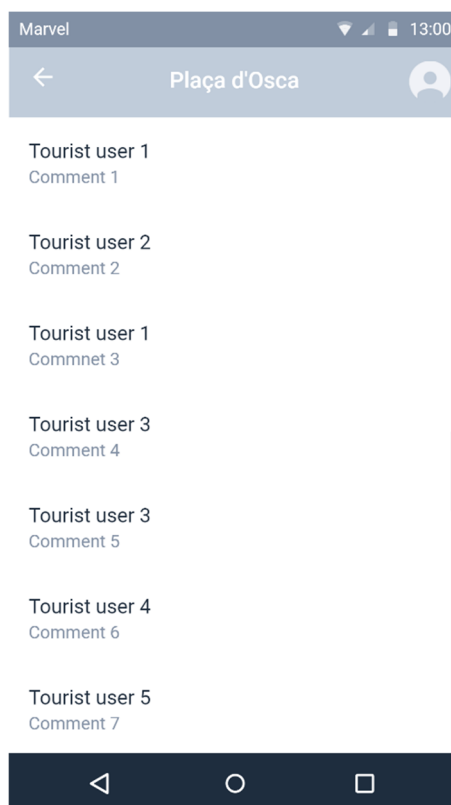 Marvel 13:00
Plaça d'Osca
Tourist user 1
Comment 1
Tourist user 2
Comment 2
Tourist user 1
Commnet 3
Tourist user 3
Comment 4
Tourist user 3
Comment 5
Tourist user 4
Comment 6
Tourist user 5
Comment 7